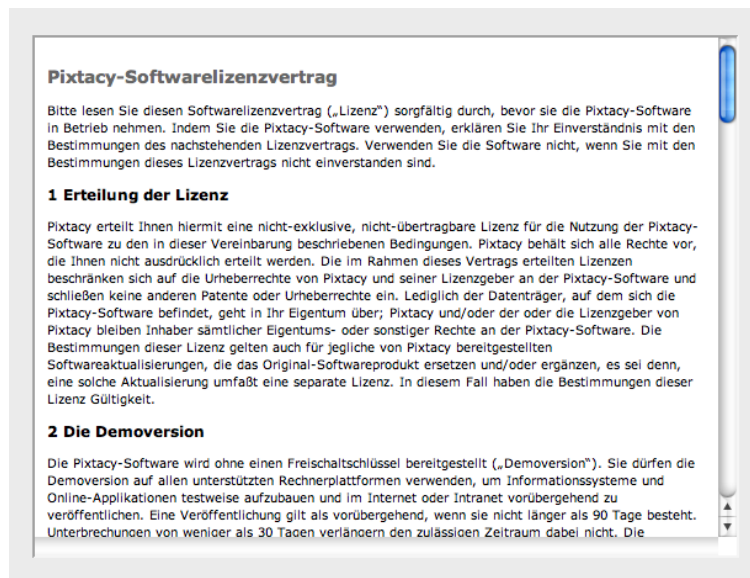 Pixtacy-Softwarelizenzvertrag
Bitte lesen Sie diesen Softwarelizenzvertrag („Lizenz“) sorgfältig durch, bevor sie die Pixtacy-Software
in Betrieb nehmen. Indem Sie die Pixtacy-Software verwenden, erklären Sie Ihr Einverständnis mit den
Bestimmungen des nachstehenden Lizenzvertrags. Verwenden Sie die Software nicht, wenn Sie mit den
Bestimmungen dieses Lizenzvertrags nicht einverstanden sind.
1 Erteilung der Lizenz
Pixtacy erteilt Ihnen hiermit eine nicht-exklusive, nicht-übertragbare Lizenz für die Nutzung der Pixtacy-
Software zu den in dieser Vereinbarung beschriebenen Bedingungen. Pixtacy behält sich alle Rechte vor,
die Ihnen nicht ausdrücklich erteilt werden. Die im Rahmen dieses Vertrags erteilten Lizenzen
beschränken sich auf die Urheberrechte von Pixtacy und seiner Lizenzgeber an der Pixtacy-Software und
schließen keine anderen Patente oder Urheberrechte ein. Lediglich der Datenträger, auf dem sich die
Pixtacy-Software befindet, geht in Ihr Eigentum über; Pixtacy und/oder der oder die Lizenzgeber von
Pixtacy bleiben Inhaber sämtlicher Eigentums- oder sonstiger Rechte an der Pixtacy-Software. Die
Bestimmungen dieser Lizenz gelten auch für jegliche von Pixtacy bereitgestellten
Softwareaktualisierungen, die das Original-Softwareprodukt ersetzen und/oder ergänzen, es sei denn,
eine solche Aktualisierung umfaßt eine separate Lizenz. In diesem Fall haben die Bestimmungen dieser
Lizenz Gültigkeit.
2 Die Demoversion
Die Pixtacy-Software wird ohne einen Freischaltschlüssel bereitgestellt („Demoversion“). Sie dürfen die
Demoversion auf allen unterstützten Rechnerplattformen verwenden, um Informationssysteme und
Online-Applikationen testweise aufzubauen und im Internet oder Intranet vorübergehend zu
veröffentlichen. Eine Veröffentlichung gilt als vorübergehend, wenn sie nicht länger als 90 Tage besteht.
Unterbrechungen von weniger als 30 Tagen verlängern den zulässigen Zeitraum dabei nicht. Die